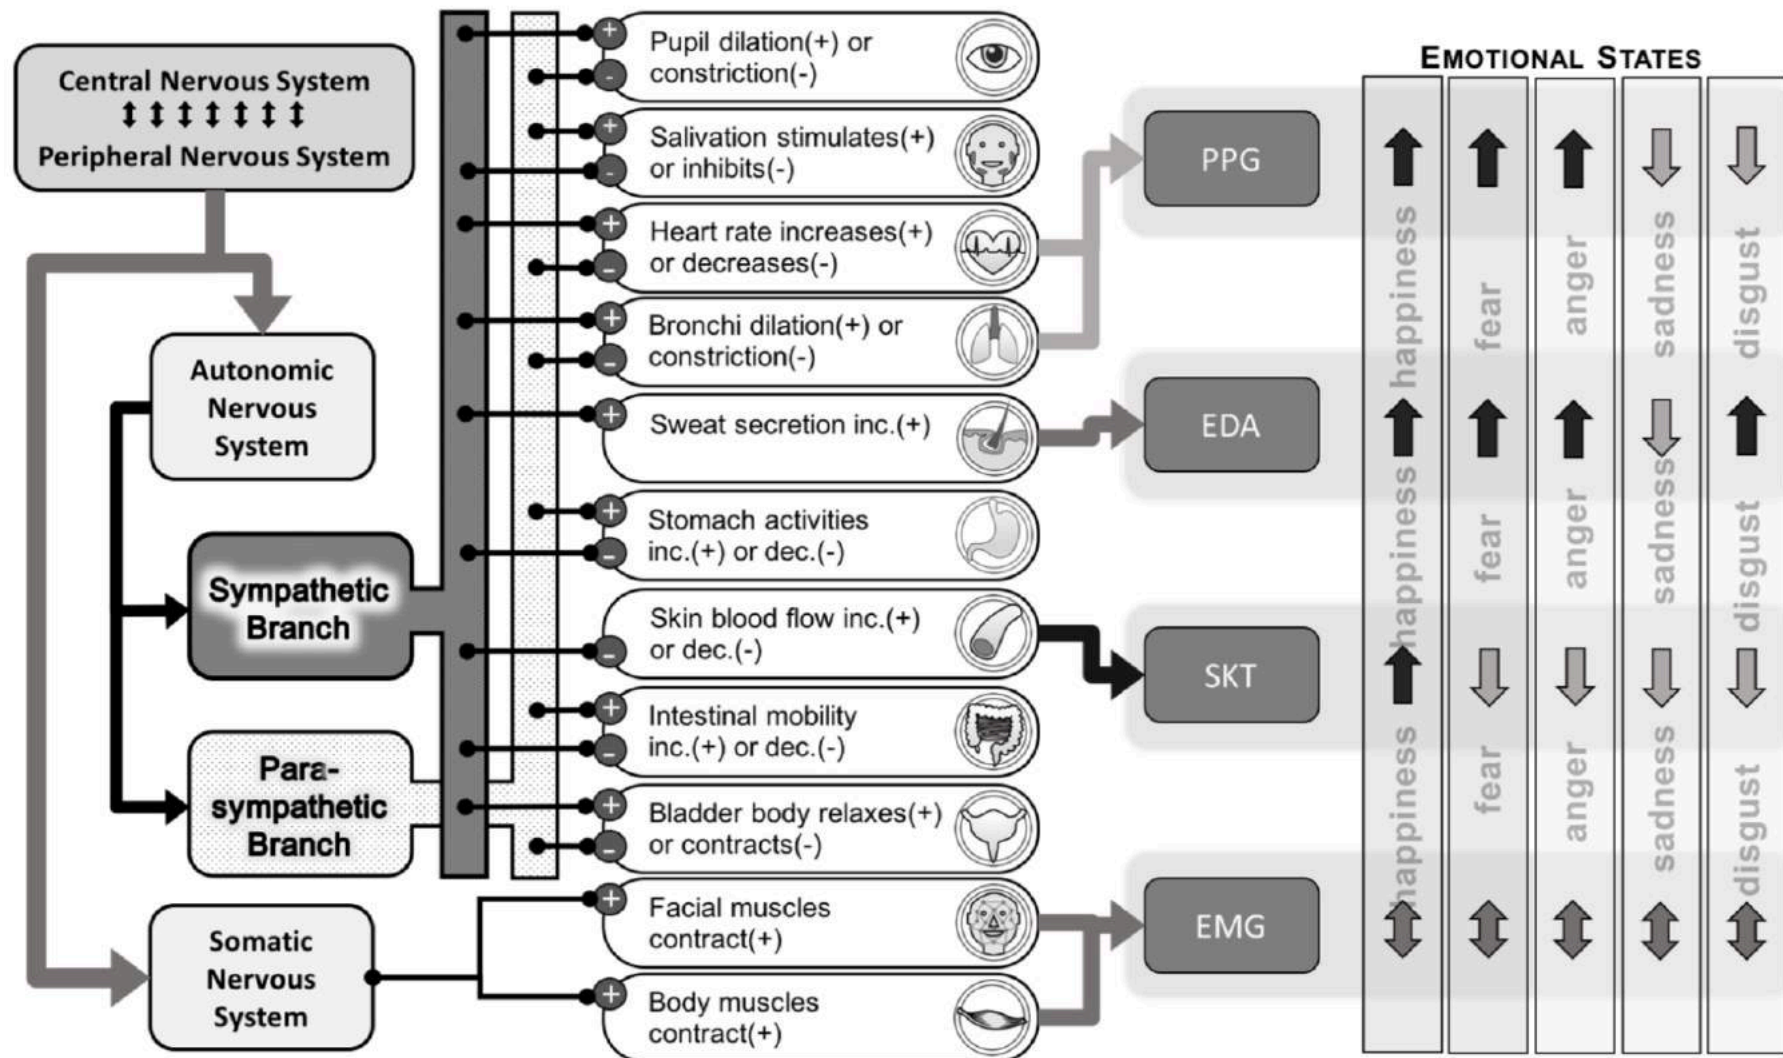 Central Nervous System
Peripheral Nervous System
Autonomic
Nervous
System
Sympathetic
Branch
Para-
sympathetic
Branch
Somatic
Nervous
System
+
Pupil dilation(+) or
-
constriction(-)
+
Salivation stimulates(+)
-
or inhibits(-)
+
Heart rate increases(+)
-
or decreases(-)
+
Bronchi dilation(+) or
-
constriction(-)
+
Sweat secretion inc.(+)
+
Stomach activities
-
inc.(+) or dec.(-)
Skin blood flow inc.(+)
-
or dec.(-)
+
Intestinal mobility
-
inc.(+) or dec.(-)
+
Bladder body relaxes(+)
-
or contracts(-)
+
Facial muscles
contract(+)
+
Body muscles
contract(+)
PPG
EDA
SKT
EMG
EMOTIONAL STATES
happiness
fear
anger
sadness
disgust
happiness
fear
anger
sadness
disgust
happiness
fear
anger
sadness
disgust